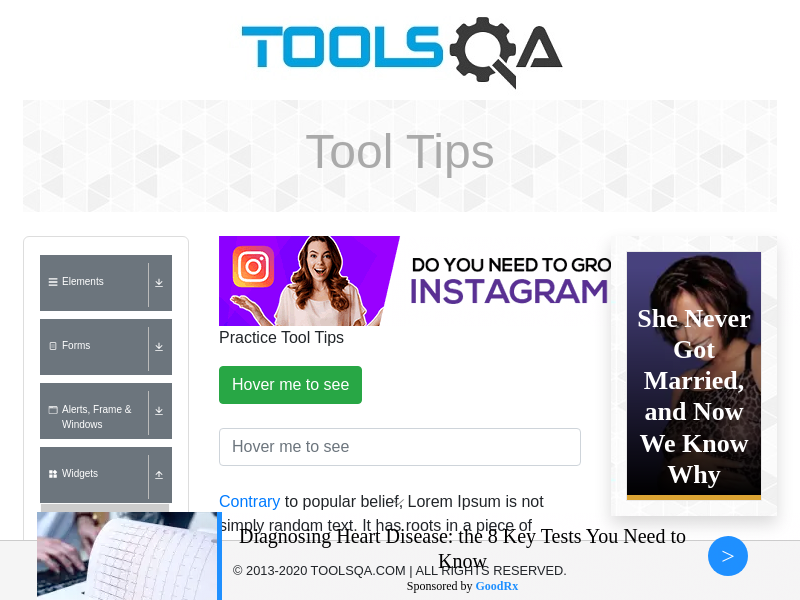 TOOLSQA
Tool Tips
Elements
Forms
Alerts, Frame &
Windows
Widgets
DO YOU NEED TO GRO
INSTAGRAM
Practice Tool Tips
Hover me to see
Hover me to see
Contrary to popular belief, Lorem Ipsum is not
simply random text. It has roots in a piece of
She Never
Got
Married,
and Now
We Know
Why
Diagnosing Heart Disease: the 8 Key Tests You Need to
Know
© 2013-2020 TOOLSQA.COM | ALL RIGHTS RESERVED.
Sponsored by GoodRx
>